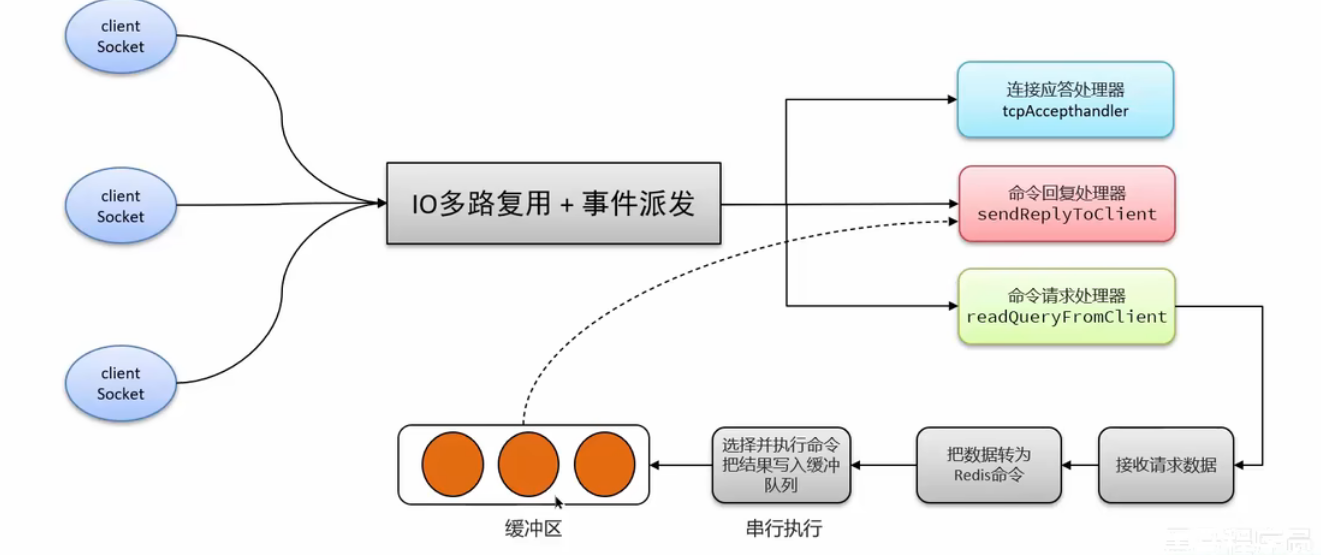 client
Socket
连接应答处理器
tcpAccepthandler
client
Socket
IO多路复用 + 事件派发
命令回复处理器
sendReplyToClient
命令请求处理器
readQueryFromClient
client
Socket
选择并执行命令
把结果写入缓冲
队列
把数据转为
Redis命令
接收请求数据
缓冲区
串行执行